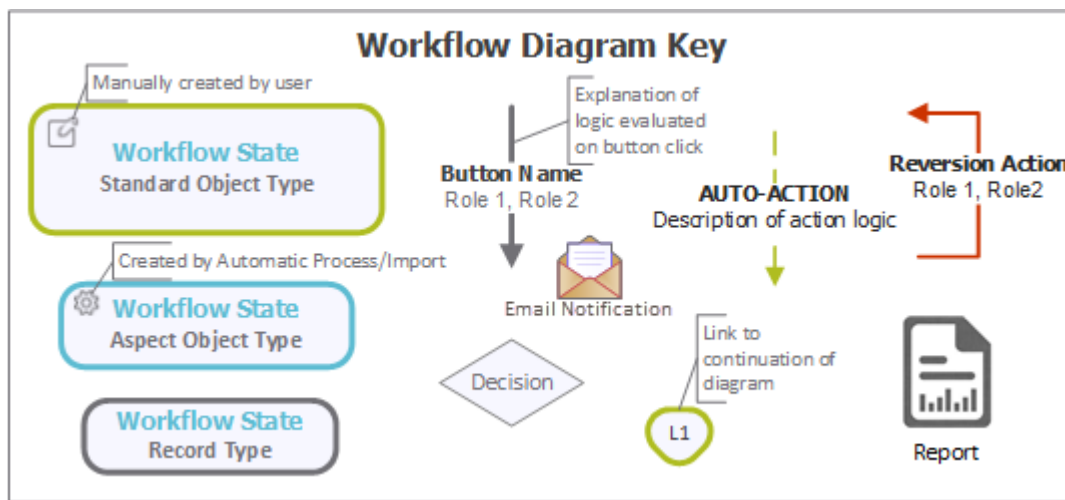 Workflow Diagram Key
Manually created by user
Workflow State
Standard Object Type
Created by Automatic Process/Import
Workflow State
Aspect Object Type
Workflow State
Record Type
Explanation of
logic evaluated
on button click
Button Name
Role 1, Role 2
Email Notification
Decision
AUTO-ACTION
Description of action logic
Link to
continuation of
diagram
L1
Reversion Action
Role 1, Role2
Report